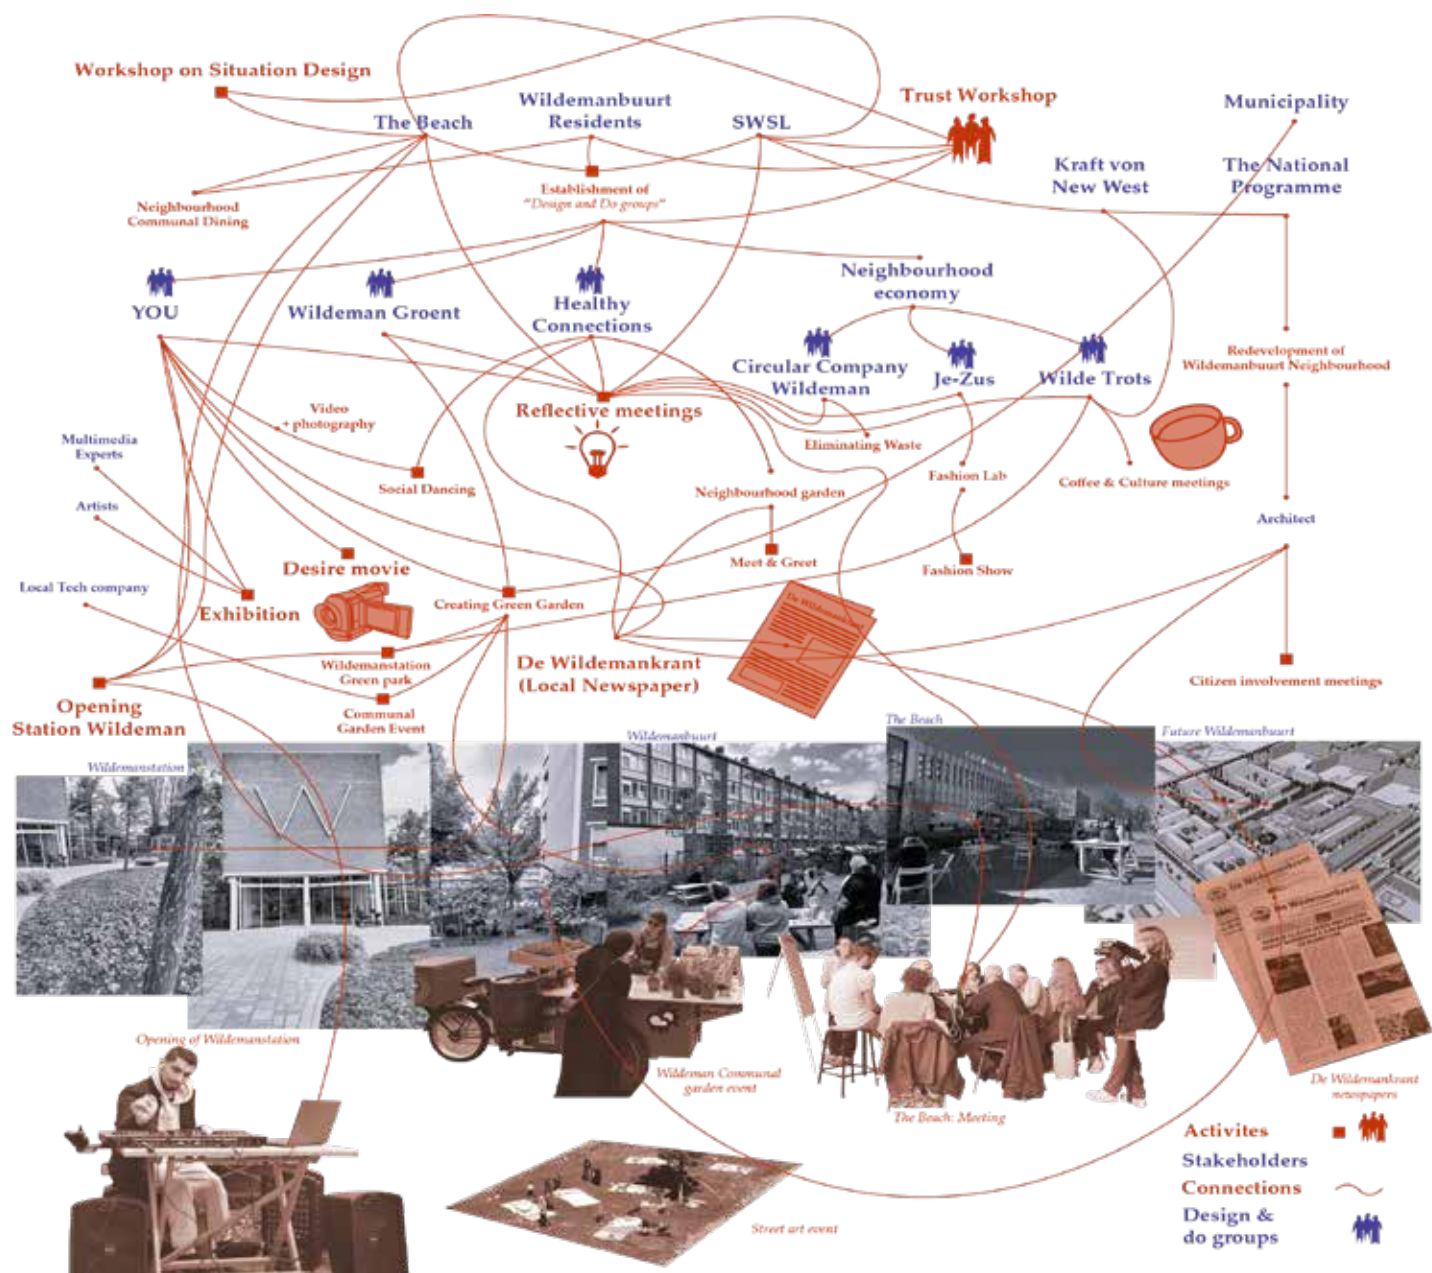 Workshop on Situation Design
The Beach
Wildemanbuurt
Residents
SWSL
Trust Workshop
Municipality
Kraft von
New West
The National
Programme
Neighbourhood
Communal Dining
Establishment of
"Design and Do groups"
YOU
Wildeman Groent
Healthy
Connections
Neighbourhood
economy
Circular Company
Wildeman
Je-Zus
Wilde Trots
Redevelopment of
Wildemanbuurt Neighbourhood
Video
+ photography
Reflective meetings
Multimedia
Experts
Eliminating Waste
Social Dancing
Neighbourhood garden
Fashion Lab
Coffee & Culture meetings
Artists
Architect
Desire movie
Meet & Greet
Fashion Show
Local Tech company
Exhibition
Creating Green Garden
De Wildemankrant
Wildemanstation
Green park
De Wildemankrant
(Local Newspaper)
Citizen involvement meetings
Opening
Station Wildeman
Communal
Garden Event
Wildemanstation
Wildemanbuurt
The Beach
Future Wildemanbuurt
W
De Wildemankrant
De Wildemankrant
Opening of Wildemanstation
Wildeman Communal
garden event
The Beach: Meeting
De Wildemankrant
newspapers
Street art event
Activites
Stakeholders
Connections
Design &
do groups